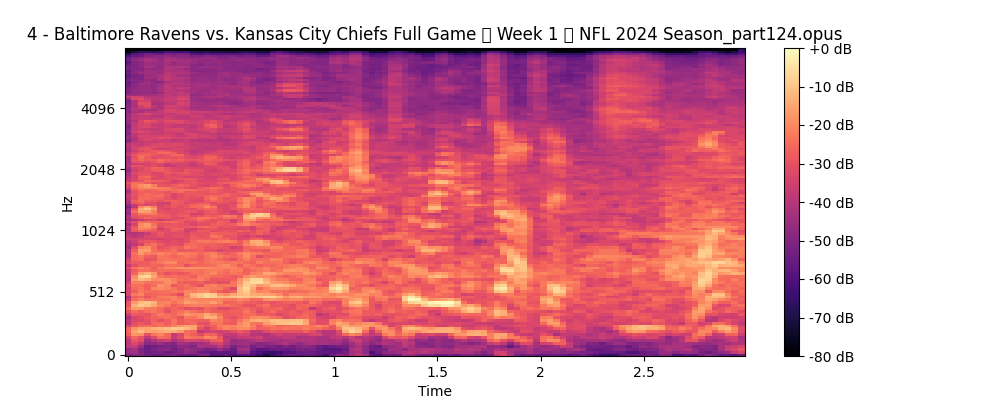 4 - Baltimore Ravens vs. Kansas City Chiefs Full Game ▯ Week 1 ▯ NFL 2024 Season_part124.opus
+0 dB
-10 dB
-20 dB
-30 dB
-40 dB
-50 dB
-60 dB
-70 dB
-80 dB
4096
2048
1024
512
0
Hz
0 0.5 1 1.5 2 2.5
Time